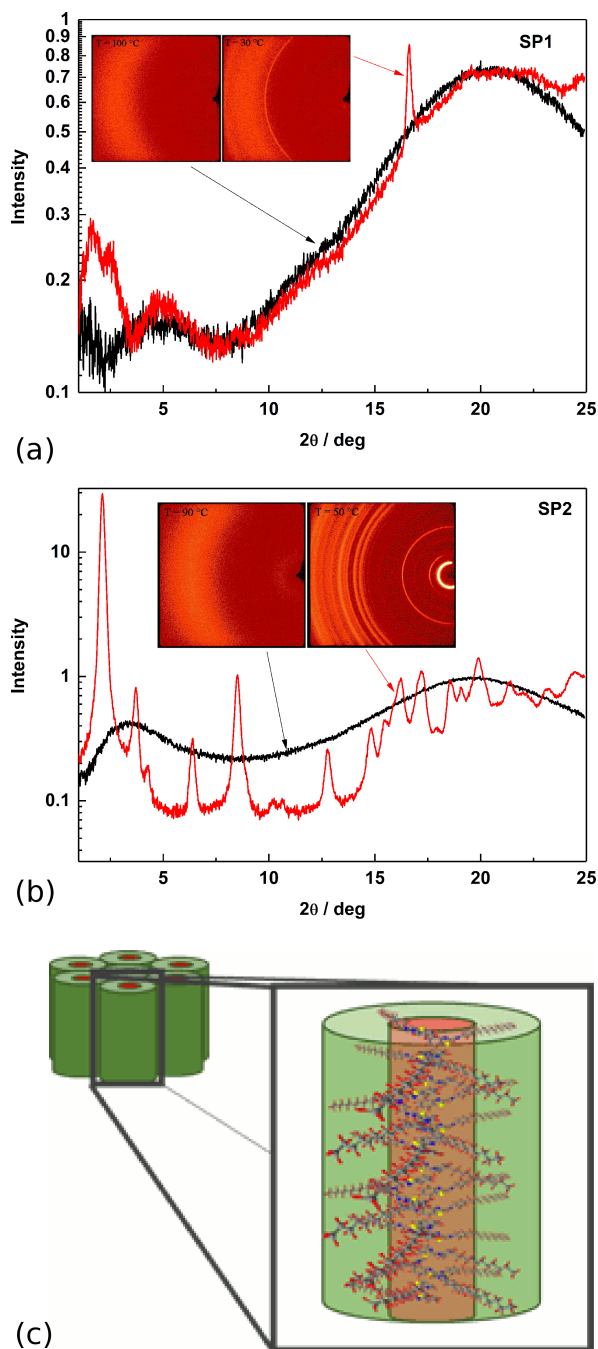 1
0.9
0.8
0.7
0.6
0.5
0.4
0.3
0.2
0.1
Intensity
T = 100 °C
T = 30 °C
SP1
5
10
15
20
25
2θ / deg
(a)
10
1
0.1
Intensity
T = 90 °C
T = 50 °C
SP2
5
10
15
20
25
2θ / deg
(b)
(c)